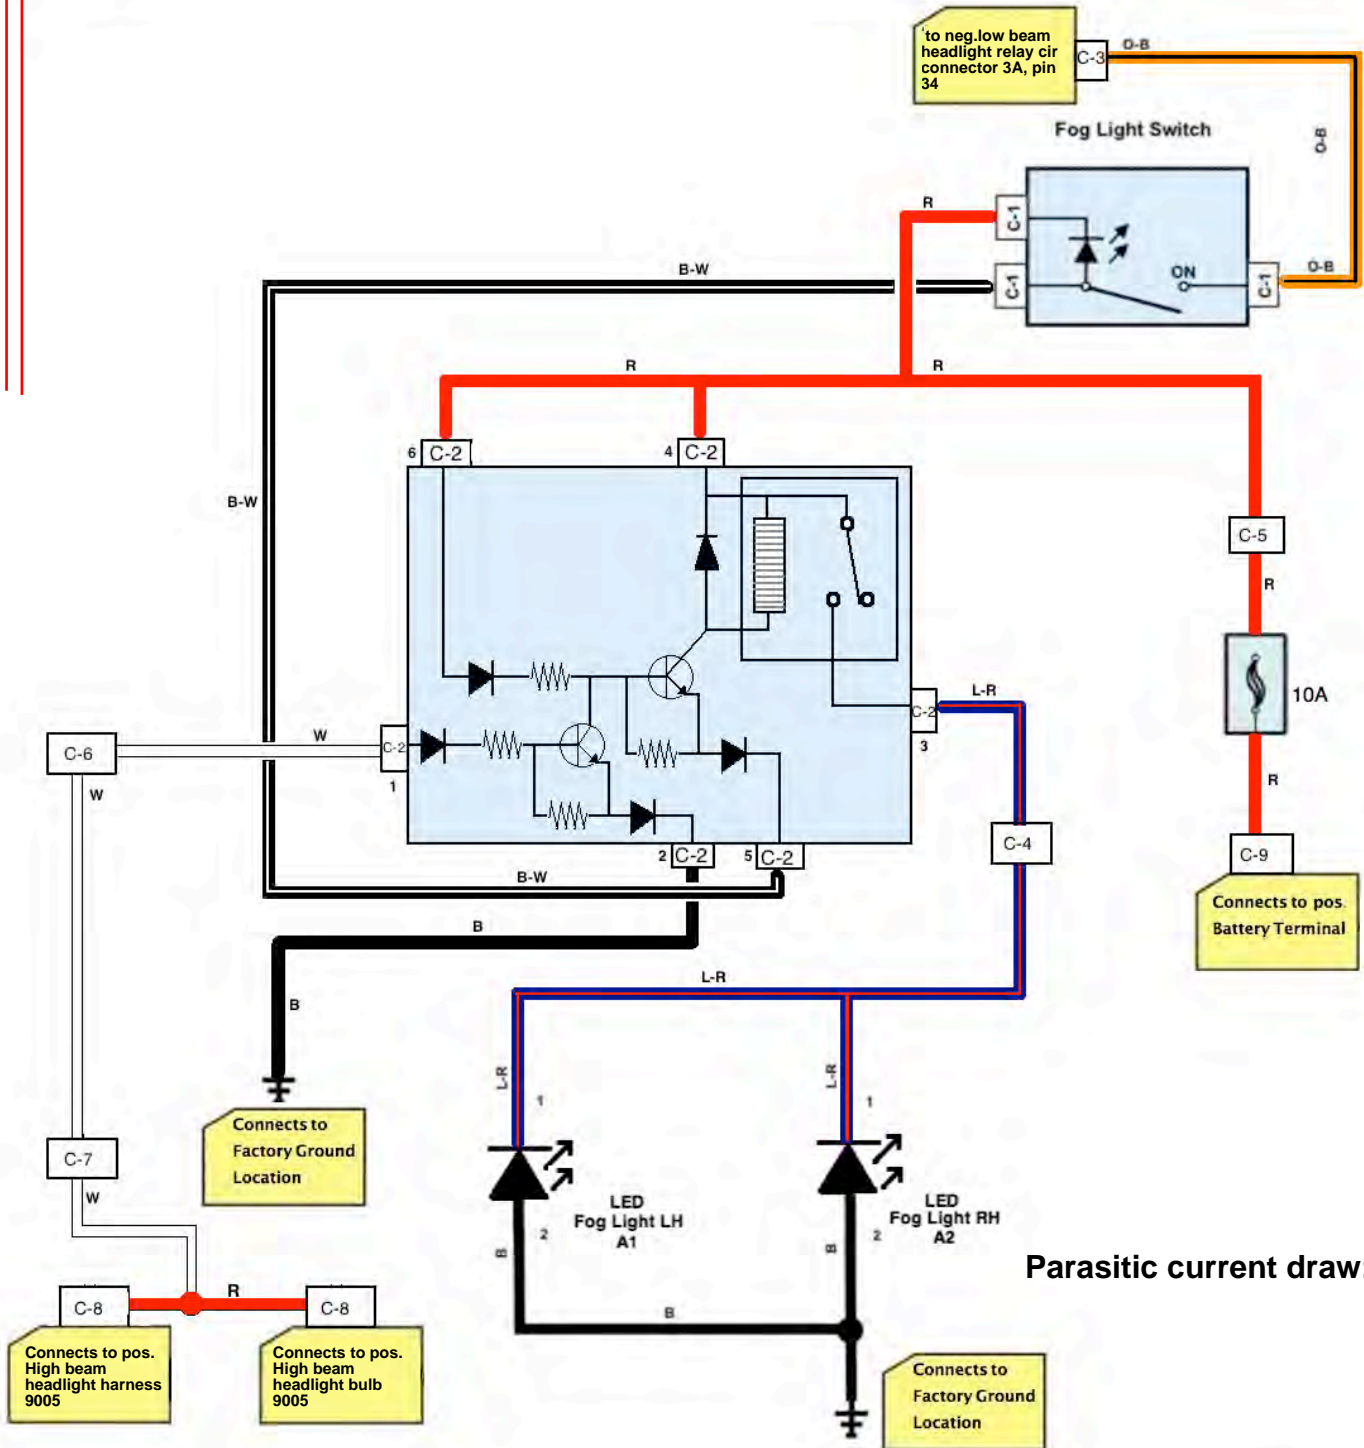 'to neg.low beam
headlight relay cir
connector 3A, pin
34
C-3
O-B
O-B
Fog Light Switch
R
C-1
B-W
C-1
ON
C-1
O-B
R
R
6
C-2
4
C-2
B-W
C-5
R
10A
L-R
C-2
3
W
C-2
1
C-6
W
R
C-4
C-9
2
C-2
5
C-2
B-W
Connects to pos.
Battery Terminal
B
L-R
B
L-R
1
L-R
1
Connects to
Factory Ground
Location
C-7
W
LED
Fog Light LH
A1
2
B
LED
Fog Light RH
A2
2
B
Parasitic current draw:
R
C-8
C-8
B
Connects to pos.
High beam
headlight harness
9005
Connects to pos.
High beam
headlight bulb
9005
Connects to
Factory Ground
Location